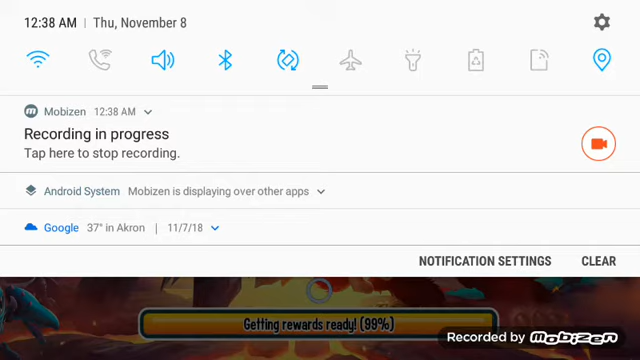 12:38 AM | Thu, November 8
Mobizen 12:38 AM
Recording in progress
Tap here to stop recording.
Android System Mobizen is displaying over other apps
Google 37° in Akron | 11/7/18
NOTIFICATION SETTINGS CLEAR
Getting rewards ready! (99%)
Recorded by mobizen